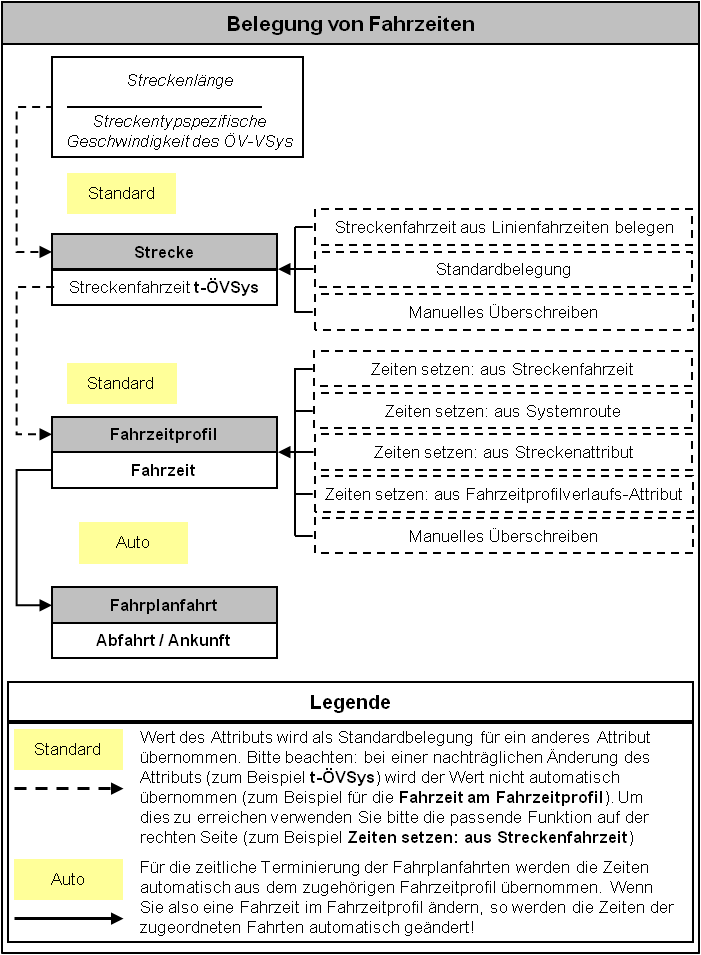 Belegung von Fahrzeiten
Streckenlänge
Streckentypspezifische
Geschwindigkeit des ÖV-VSys
Standard
Strecke
Streckenfahrzeit t-ÖVSys
Streckenfahrzeit aus Linienfahrzeiten belegen
Standardbelegung
Manuelles Überschreiben
Standard
Fahrzeitprofil
Fahrzeit
Zeiten setzen: aus Streckenfahrzeit
Zeiten setzen: aus Systemroute
Zeiten setzen: aus Streckenattribut
Zeiten setzen: aus Fahrzeitprofilverlaufs-Attribut
Manuelles Überschreiben
Auto
Fahrplanfahrt
Abfahrt / Ankunft
Legende
Standard
Wert des Attributs wird als Standardbelegung für ein anderes Attribut
übernommen. Bitte beachten: bei einer nachträglichen Änderung des
Attributs (zum Beispiel t-ÖVSys) wird der Wert nicht automatisch
übernommen (zum Beispiel für die Fahrzeit am Fahrzeitprofil). Um
dies zu erreichen verwenden Sie bitte die passende Funktion auf der
rechten Seite (zum Beispiel Zeiten setzen: aus Streckenfahrzeit)
Auto
Für die zeitliche Terminierung der Fahrplanfahrten werden die Zeiten
automatisch aus dem zugehörigen Fahrzeitprofil übernommen. Wenn
Sie also eine Fahrzeit im Fahrzeitprofil ändern, so werden die Zeiten der
zugeordneten Fahrten automatisch geändert!